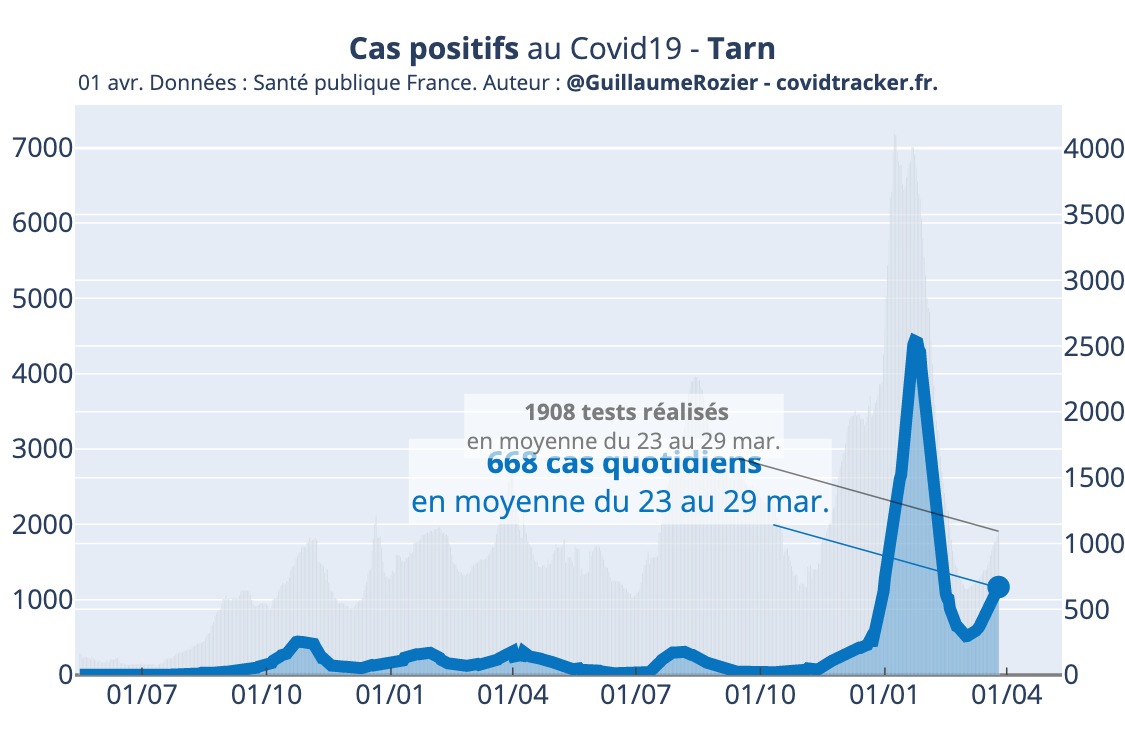 Cas positifs au Covid19 - Tarn
01 avr. Données : Santé publique France. Auteur : @GuillaumeRozier - covidtracker.fr.
7000
6000
5000
4000
3000
2000
1000
0
4000
3500
3000
2500
2000
1500
1000
500
0
1908 tests réalisés
en moyenne du 23 au 29 mar.
668 cas quotidiens
en moyenne du 23 au 29 mar.
01/07 01/10 01/01 01/04 01/07 01/10 01/01 01/04